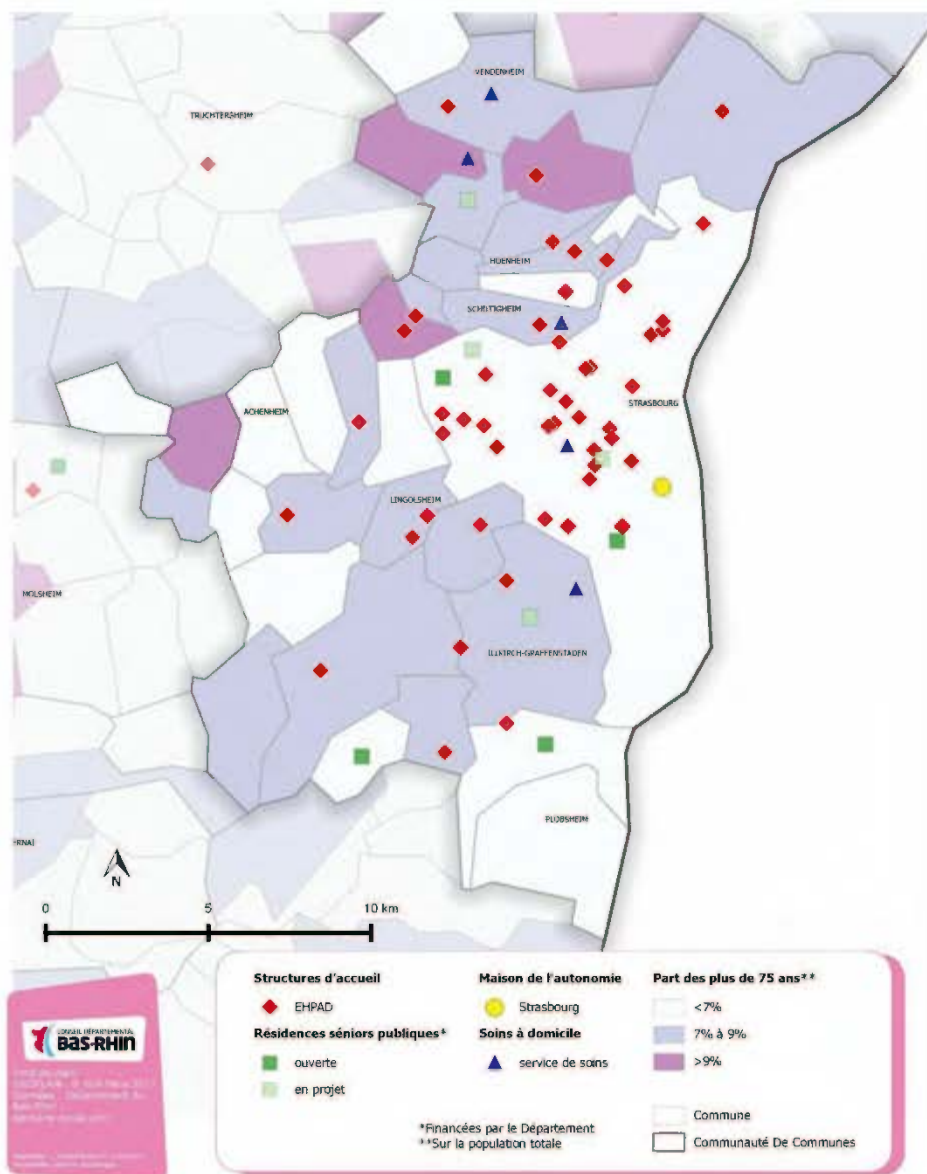 VENDENHEIM
TRUCHTERSHEIM
HOENHEIM
SCHILTIGHEIM
STRASBOURG
ACHENHEIM
LINGOLSHEIM
MOLSHEIM
ILLKIRCH-GRAFFENSTADEN
PLOBSHEIM
ERNAI
N
0 5 10 km
Structures d'accueil
EHPAD
Résidences séniors publiques*
ouverte
en projet
Maison de l'autonomie
Strasbourg
Soins à domicile
service de soins
Part des plus de 75 ans**
<7%
7% à 9%
>9%
Commune
Communauté De Communes
*Financées par le Département
**Sur la population totale
CONSEIL DÉPARTEMENTAL
BAS-RHIN